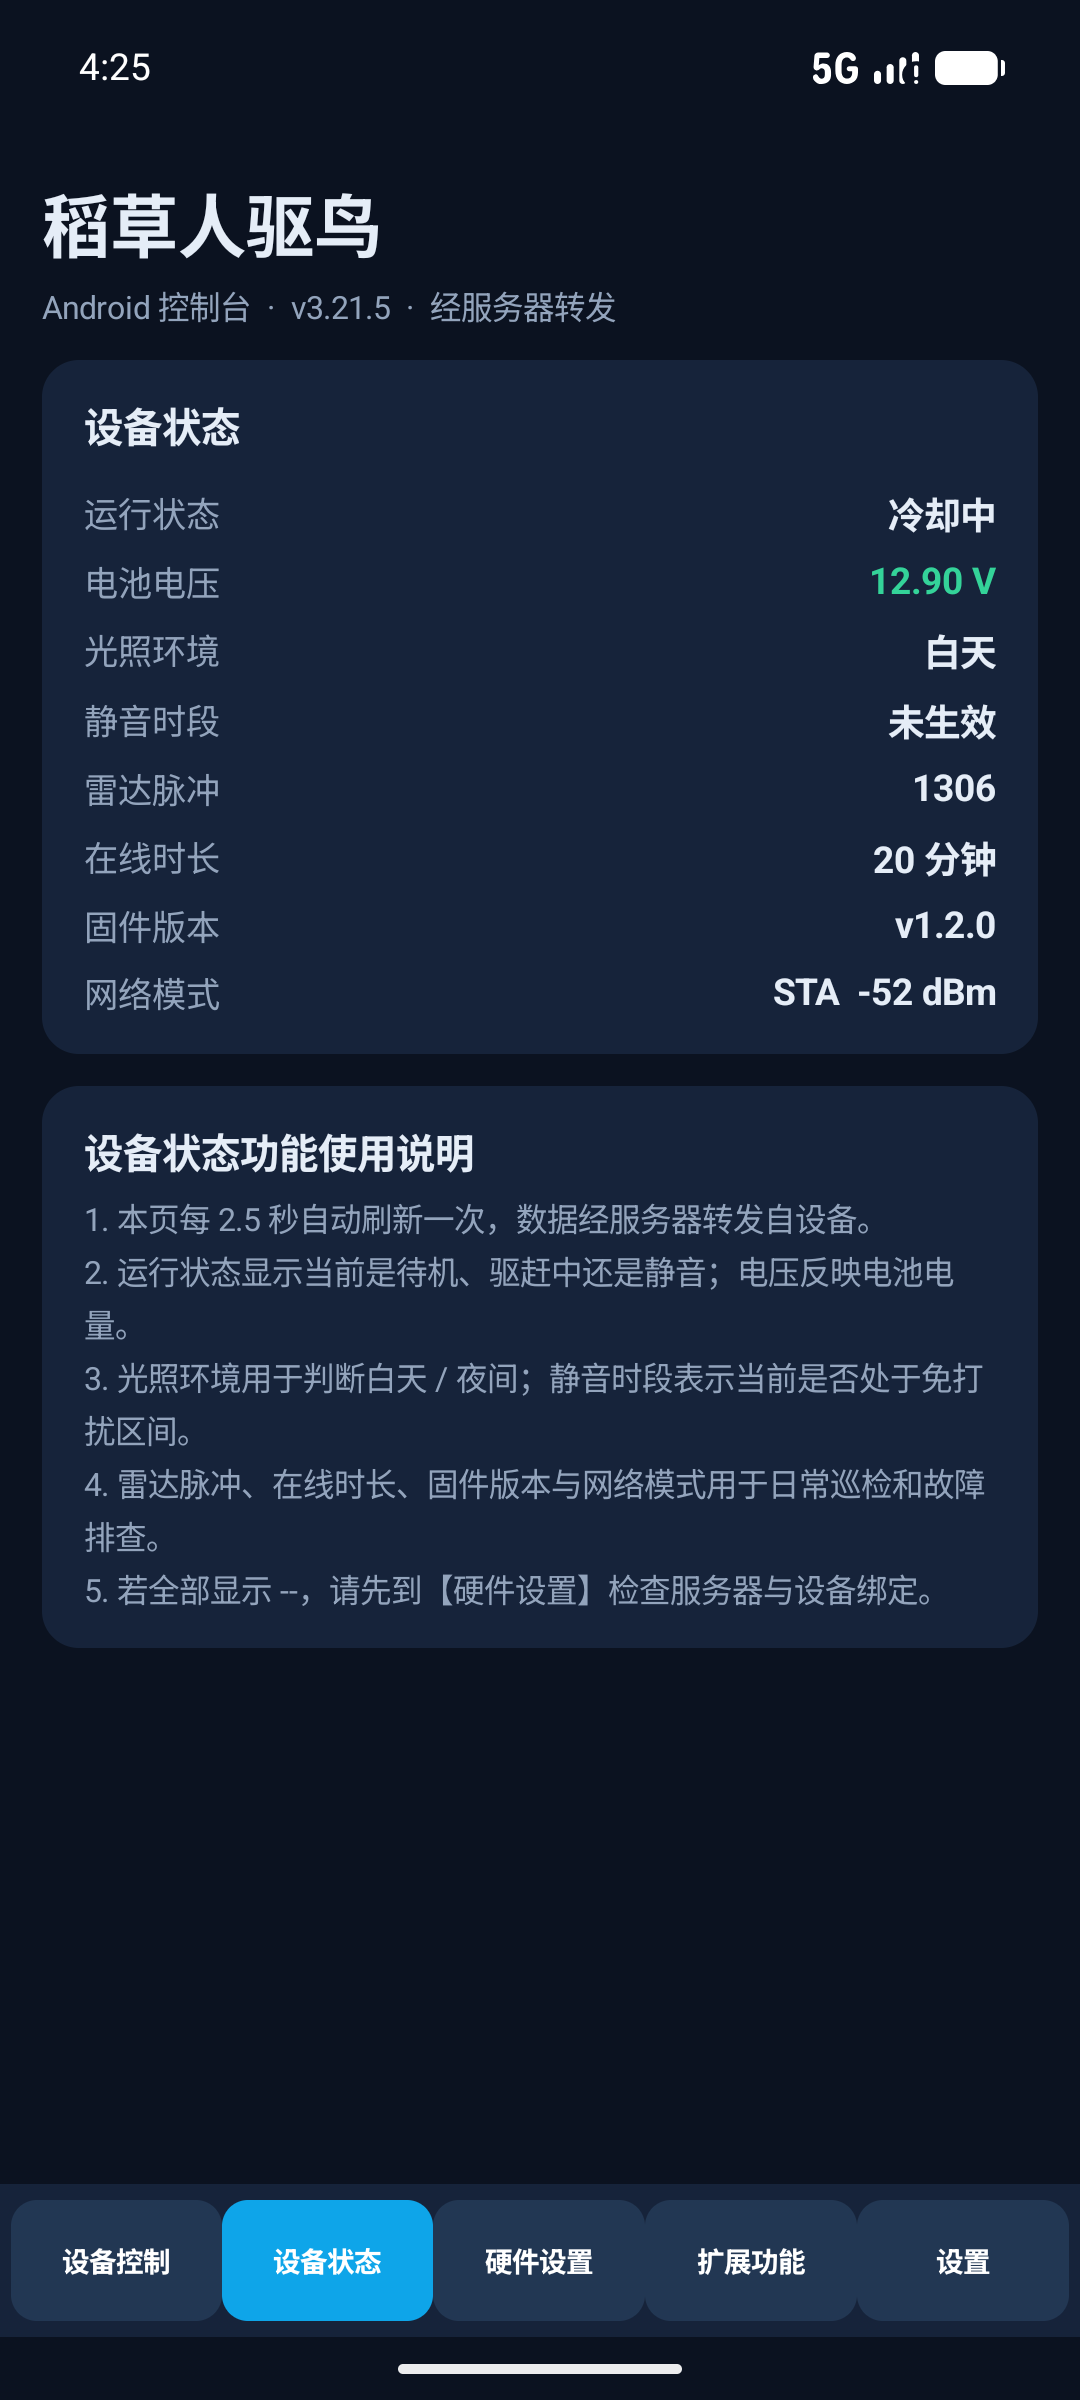 4:25
5G
稻草人驱鸟
Android 控制台 · v3.21.5 · 经服务器转发
设备状态
运行状态 冷却中
电池电压 12.90 V
光照环境 白天
静音时段 未生效
雷达脉冲 1306
在线时长 20 分钟
固件版本 v1.2.0
网络模式 STA -52 dBm
设备状态功能使用说明
1. 本页每 2.5 秒自动刷新一次，数据经服务器转发自设备。
2. 运行状态显示当前是待机、驱赶中还是静音；电压反映电池电
量。
3. 光照环境用于判断白天 / 夜间；静音时段表示当前是否处于免打
扰区间。
4. 雷达脉冲、在线时长、固件版本与网络模式用于日常巡检和故障
排查。
5. 若全部显示 --，请先到【硬件设置】检查服务器与设备绑定。
设备控制 设备状态 硬件设置 扩展功能 设置